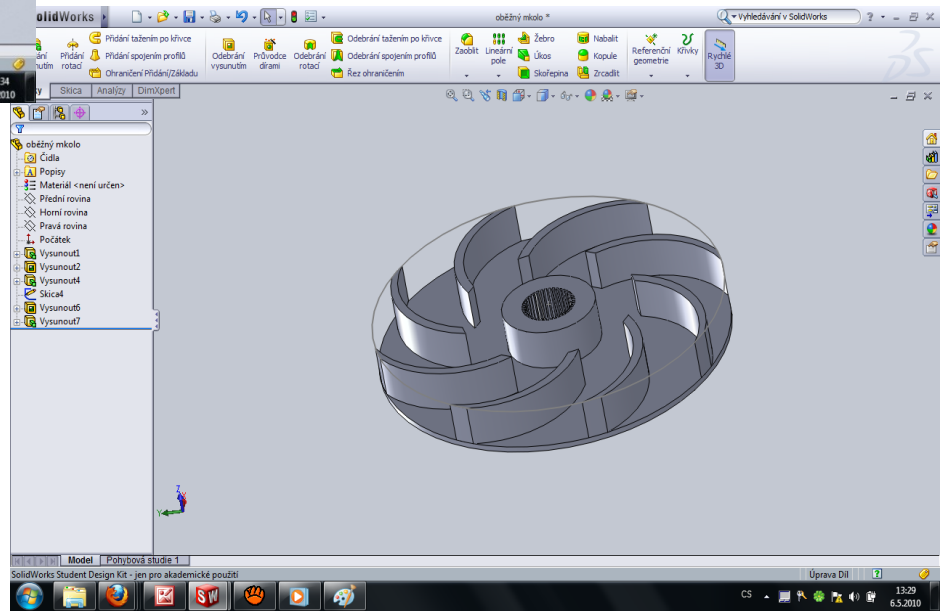 olidWorks
oběžný mkolo *
Vyhledávání v SolidWorks
Přidání rotací
Přidání tažením po křivce
Přidání spojením profilů
Ohraničení Přidání/Základu
Odebrání vysunutím
Průvodce dírami
Odebrání rotací
Odebrání tažením po křivce
Odebrání spojením profilů
Řez ohraničením
Zaoblit
Lineární pole
Žebro
Úkos
Skořepina
Nabalit
Kopule
Zrcadlit
Referenční geometrie
Křivky
Rychlé 3D
34
2010
Skica
Analýzy
DimXpert
oběžný mkolo
Čidla
Popisy
Materiál <není určen>
Přední rovina
Horní rovina
Pravá rovina
Počátek
Vysunout1
Vysunout2
Vysunout4
Skica4
Vysunout6
Vysunout7
Z
Y
Model
Pohybová studie 1
SolidWorks Student Design Kit - jen pro akademické použití
Úprava Díl
CS
13:29
6.5.2010